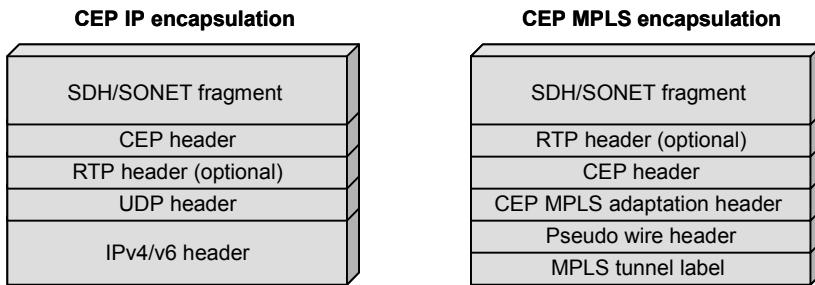 CEP IP encapsulation
SDH/SONET fragment
CEP header
RTP header (optional)
UDP header
IPv4/v6 header
CEP MPLS encapsulation
SDH/SONET fragment
RTP header (optional)
CEP header
CEP MPLS adaptation header
Pseudo wire header
MPLS tunnel label